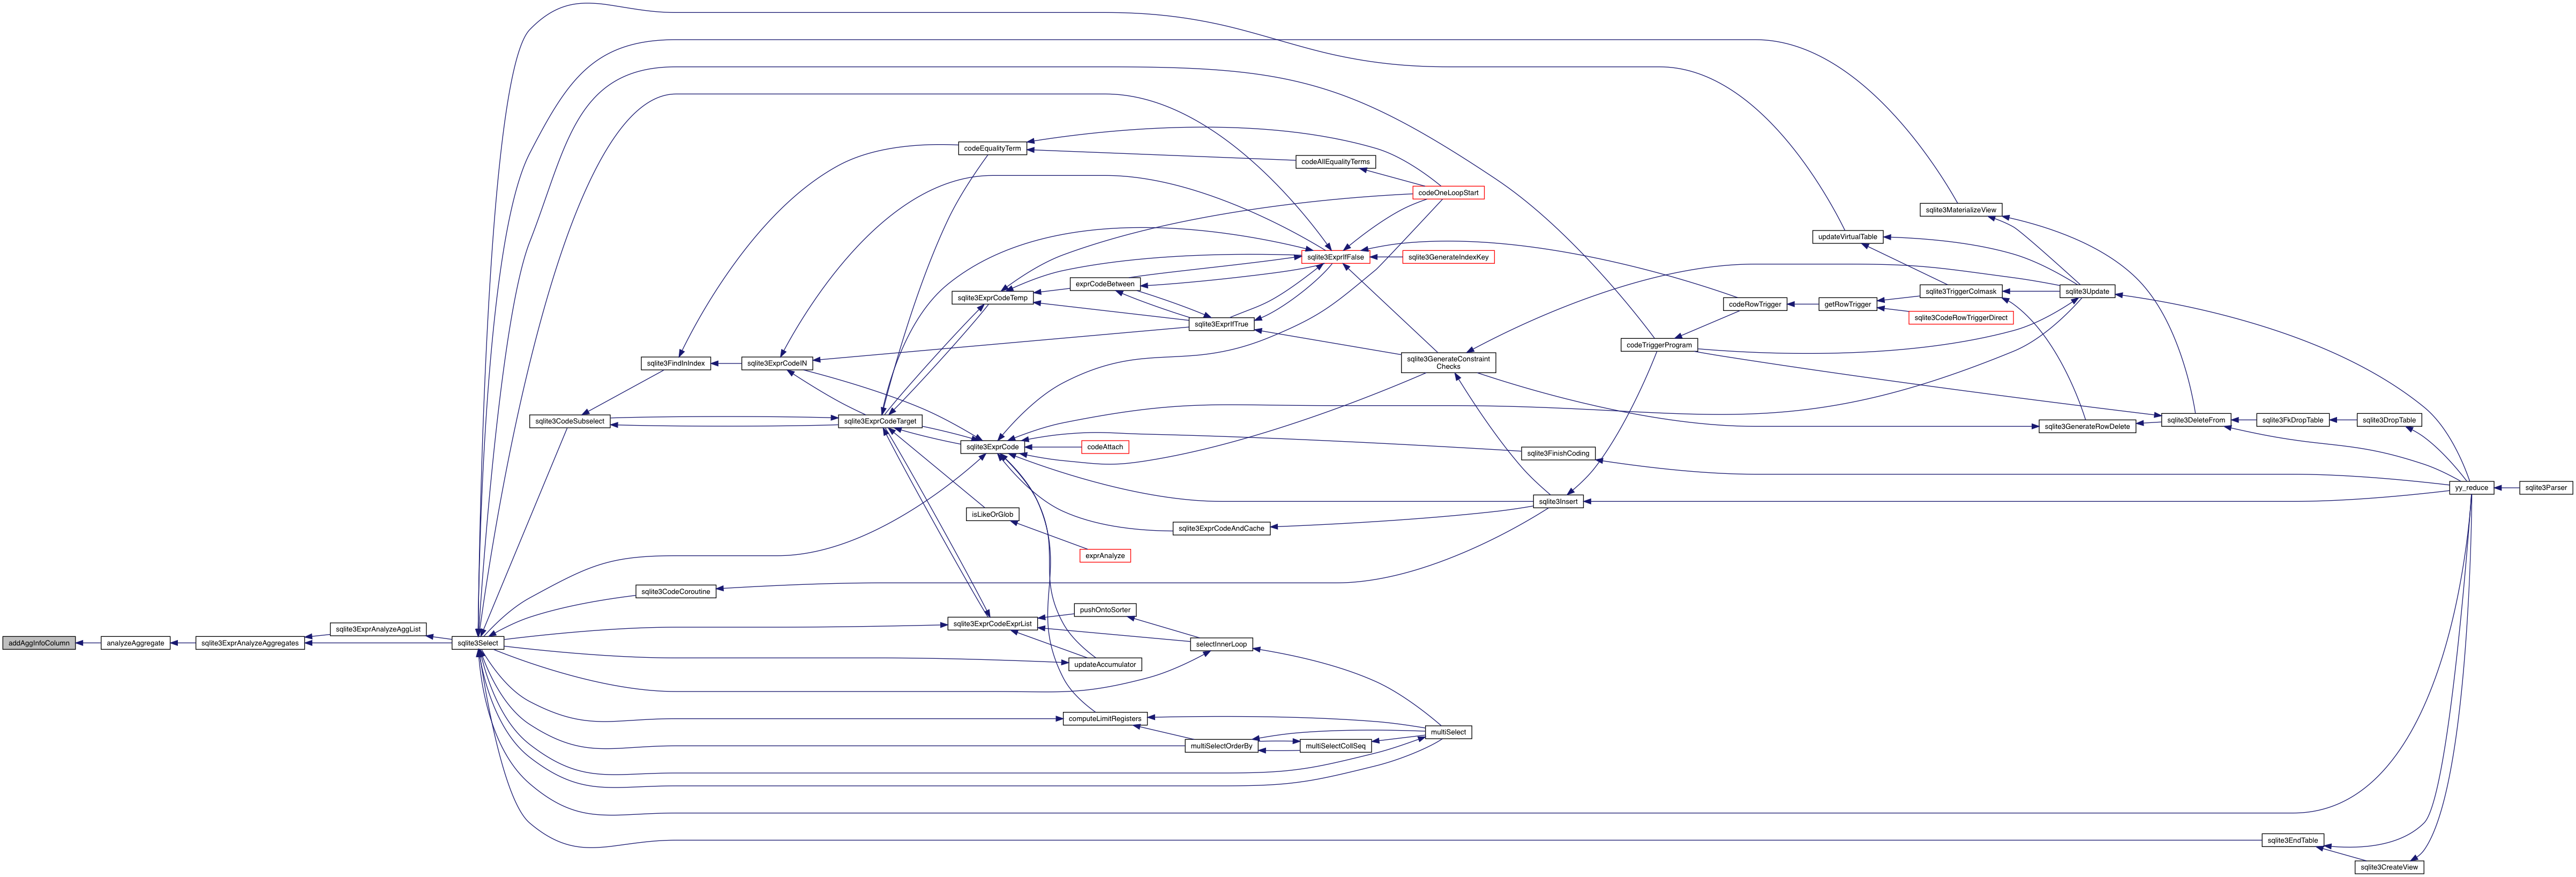 codeEqualityTerm
codeAllEqualityTerms
codeOneLoopStart
sqlite3MaterializeView
updateVirtualTable
sqlite3ExprIfFalse
sqlite3GenerateIndexKey
exprCodeBetween
sqlite3ExprCodeTemp
sqlite3TriggerColmask
sqlite3Update
codeRowTrigger
getRowTrigger
sqlite3CodeRowTriggerDirect
sqlite3ExprIfTrue
codeTriggerProgram
sqlite3FindInIndex
sqlite3ExprCodeIN
sqlite3GenerateConstraint
Checks
sqlite3CodeSubselect
sqlite3ExprCodeTarget
sqlite3GenerateRowDelete
sqlite3DeleteFrom
sqlite3FkDropTable
sqlite3DropTable
sqlite3ExprCode
codeAttach
sqlite3FinishCoding
yy_reduce
sqlite3Parser
sqlite3Insert
isLikeOrGlob
sqlite3ExprCodeAndCache
exprAnalyze
sqlite3CodeCoroutine
pushOntoSorter
sqlite3ExprCodeExprList
sqlite3ExprAnalyzeAggList
addAggInfoColumn
analyzeAggregate
sqlite3ExprAnalyzeAggregates
sqlite3Select
selectInnerLoop
updateAccumulator
computeLimitRegisters
multiSelect
multiSelectOrderBy
multiSelectCollSeq
sqlite3EndTable
sqlite3CreateView